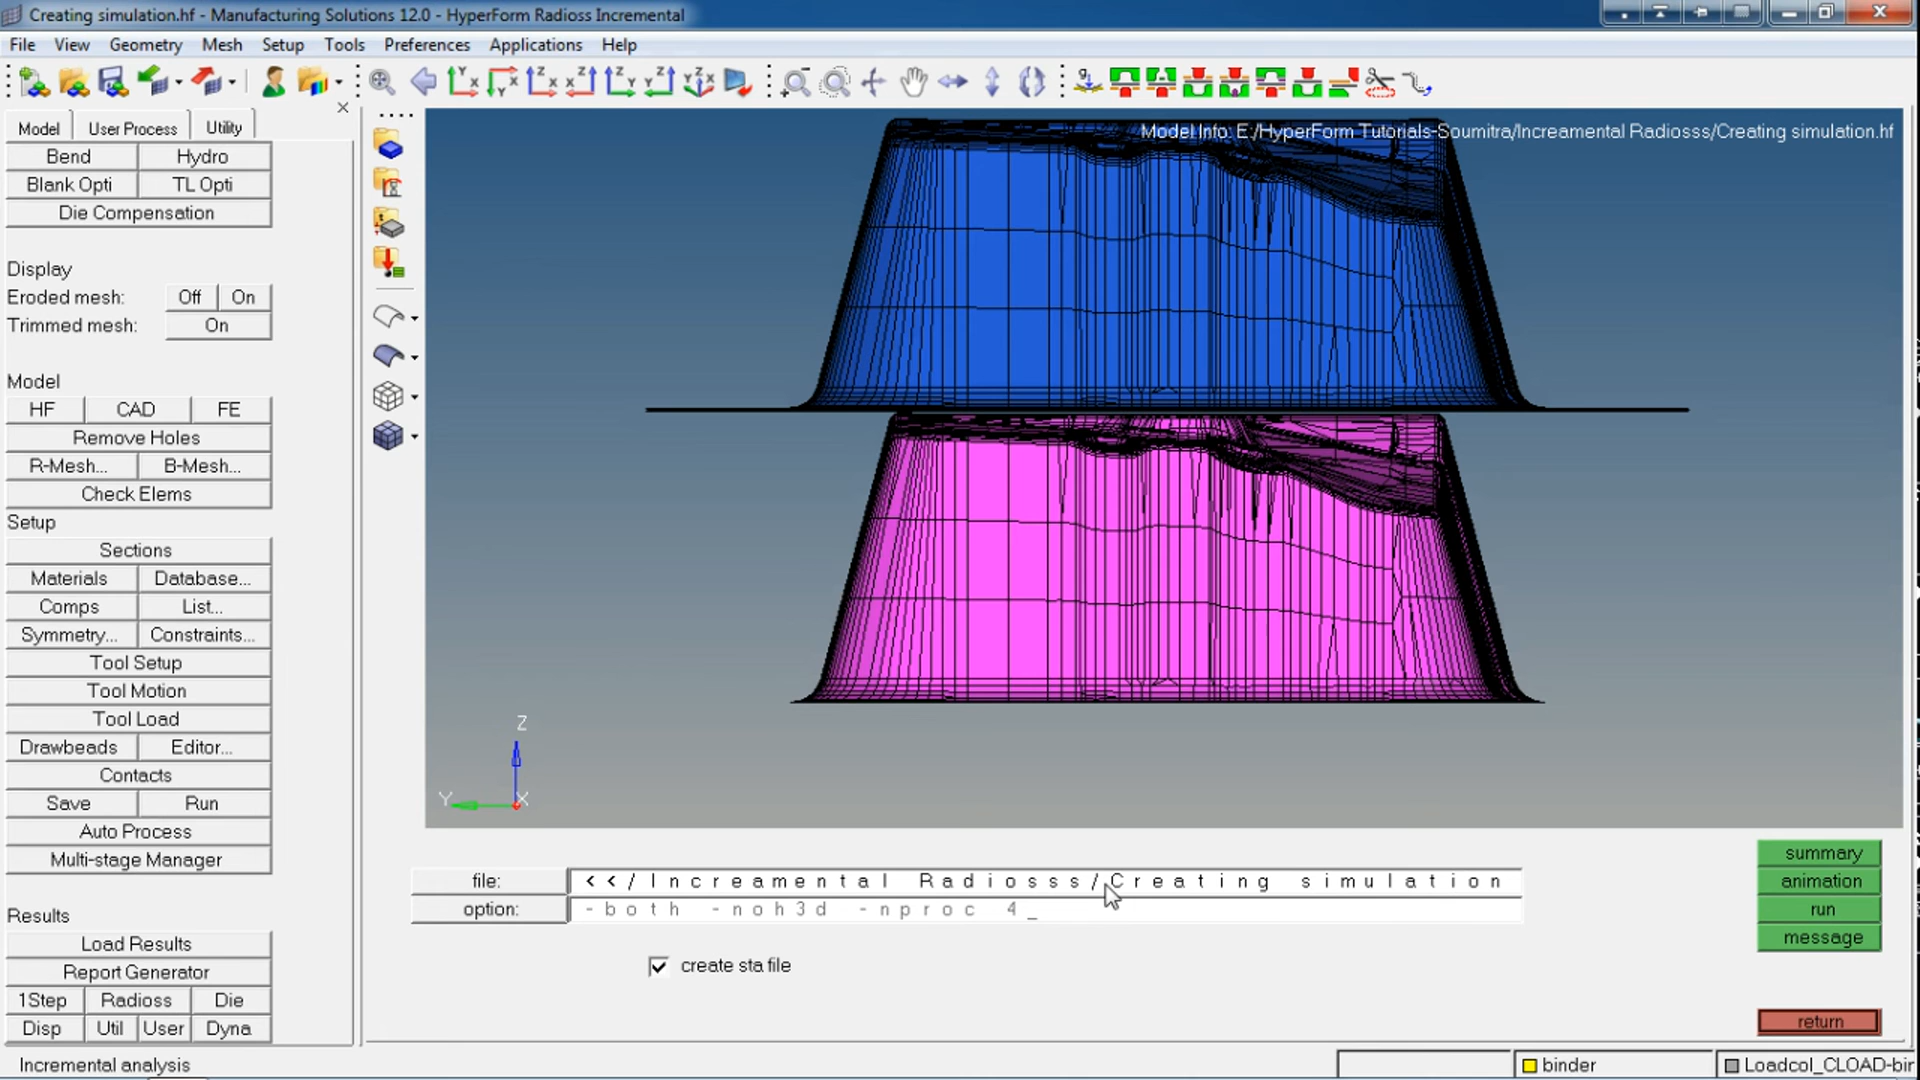 Creating simulation.hf - Manufacturing Solutions 12.0 - HyperForm Radioss Incremental
File View Geometry Mesh Setup Tools Preferences Applications Help
Model User Process Utility
Model Info: E:/HyperForm Tutorials-Soumitra/Increamental Radiosss/Creating simulation.hf
Bend Hydro
Blank Opti TL Opti
Die Compensation
Display
Eroded mesh: Off On
Trimmed mesh: On
Model
HF CAD FE
Remove Holes
R-Mesh... B-Mesh...
Check Elems
Setup
Sections
Materials Database...
Comps List...
Symmetry... Constraints...
Tool Setup
Tool Motion
Tool Load
Drawbeads Editor...
Contacts
Save Run
Auto Process
Multi-stage Manager
Results
Load Results
Report Generator
1Step Radioss Die
Disp Util User Dyna
Z
Y X
file: <</Increamental Radiosss/Creating simulation
option: -both -noh3d -nproc 4_
create sta file
summary
animation
run
message
return
Incremental analysis
binder
Loadcol_CLOAD-bir